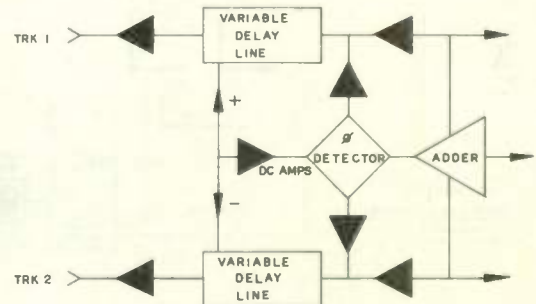 VARIABLE
DELAY
LINE
TRK 1
+
ø
DETECTOR
ADDER
DC AMPS
-
VARIABLE
DELAY
LINE
TRK 2